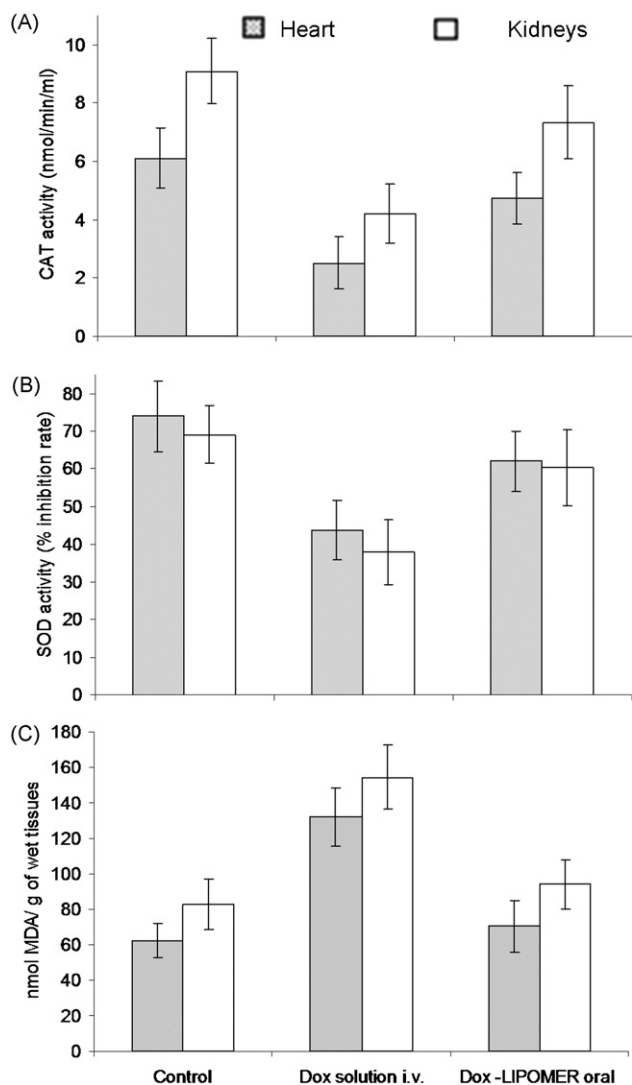 (A)
Heart
Kidneys
CAT activity (nmol/min/ml)
10
8
6
4
2
0
(B)
SOD activity (% inhibition rate)
80
70
60
50
40
30
20
10
0
(C)
nmol MDA/ g of wet tissues
180
160
140
120
100
80
60
40
20
0
Control
Dox solution i.v.
Dox -LIPOMER oral